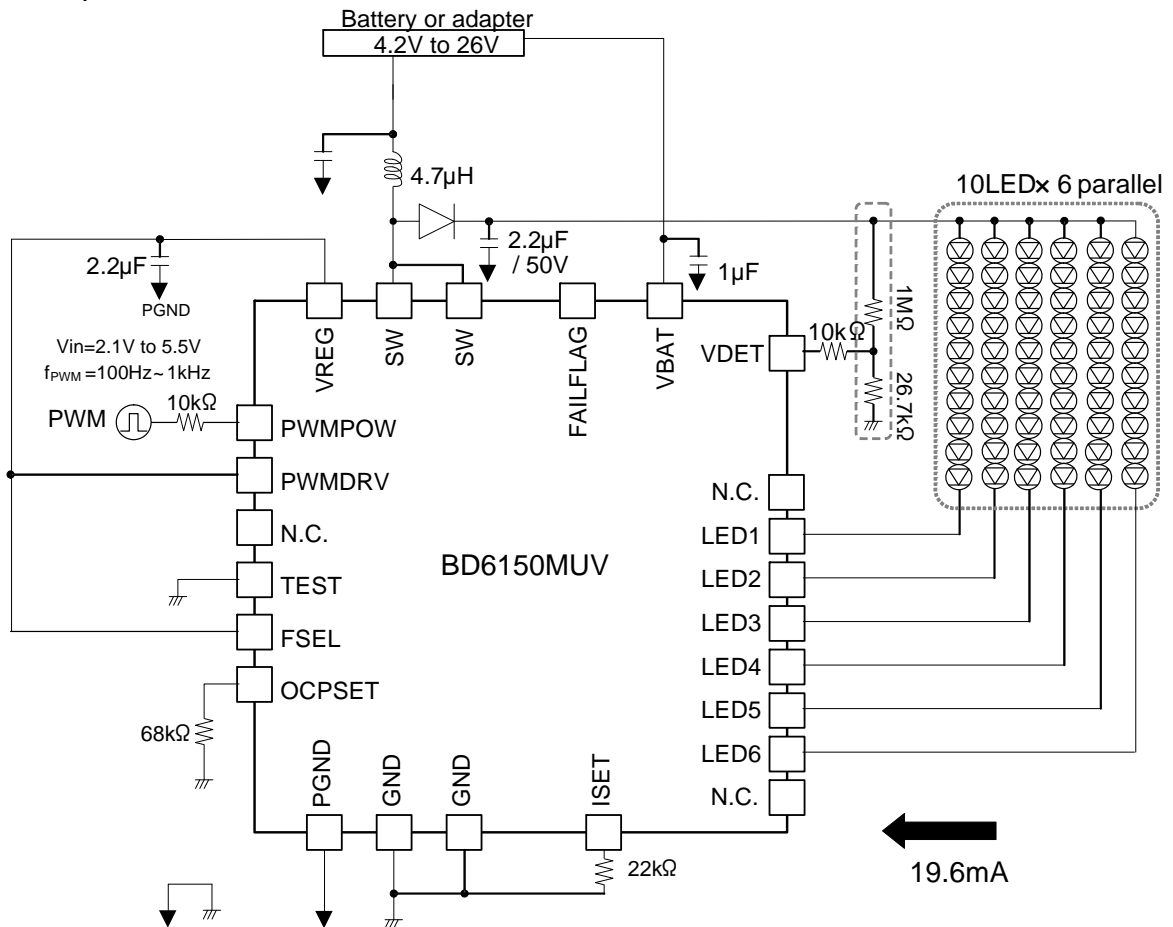 Battery or adapter
4.2V to 26V
4.7µH
10LED× 6 parallel
2.2µF
/ 50V
2.2µF
PGND
1µF
1MΩ
10kΩ
26.7kΩ
Vin=2.1V to 5.5V
fPWM =100Hz~1kHz
PWM
10kΩ
VREG
SW
SW
FAILFLAG
VBAT
VDET
PWMPOW
PWMDRV
N.C.
TEST
FSEL
OCPSET
68kΩ
BD6150MUV
N.C.
LED1
LED2
LED3
LED4
LED5
LED6
N.C.
PGND
GND
GND
ISET
22kΩ
19.6mA